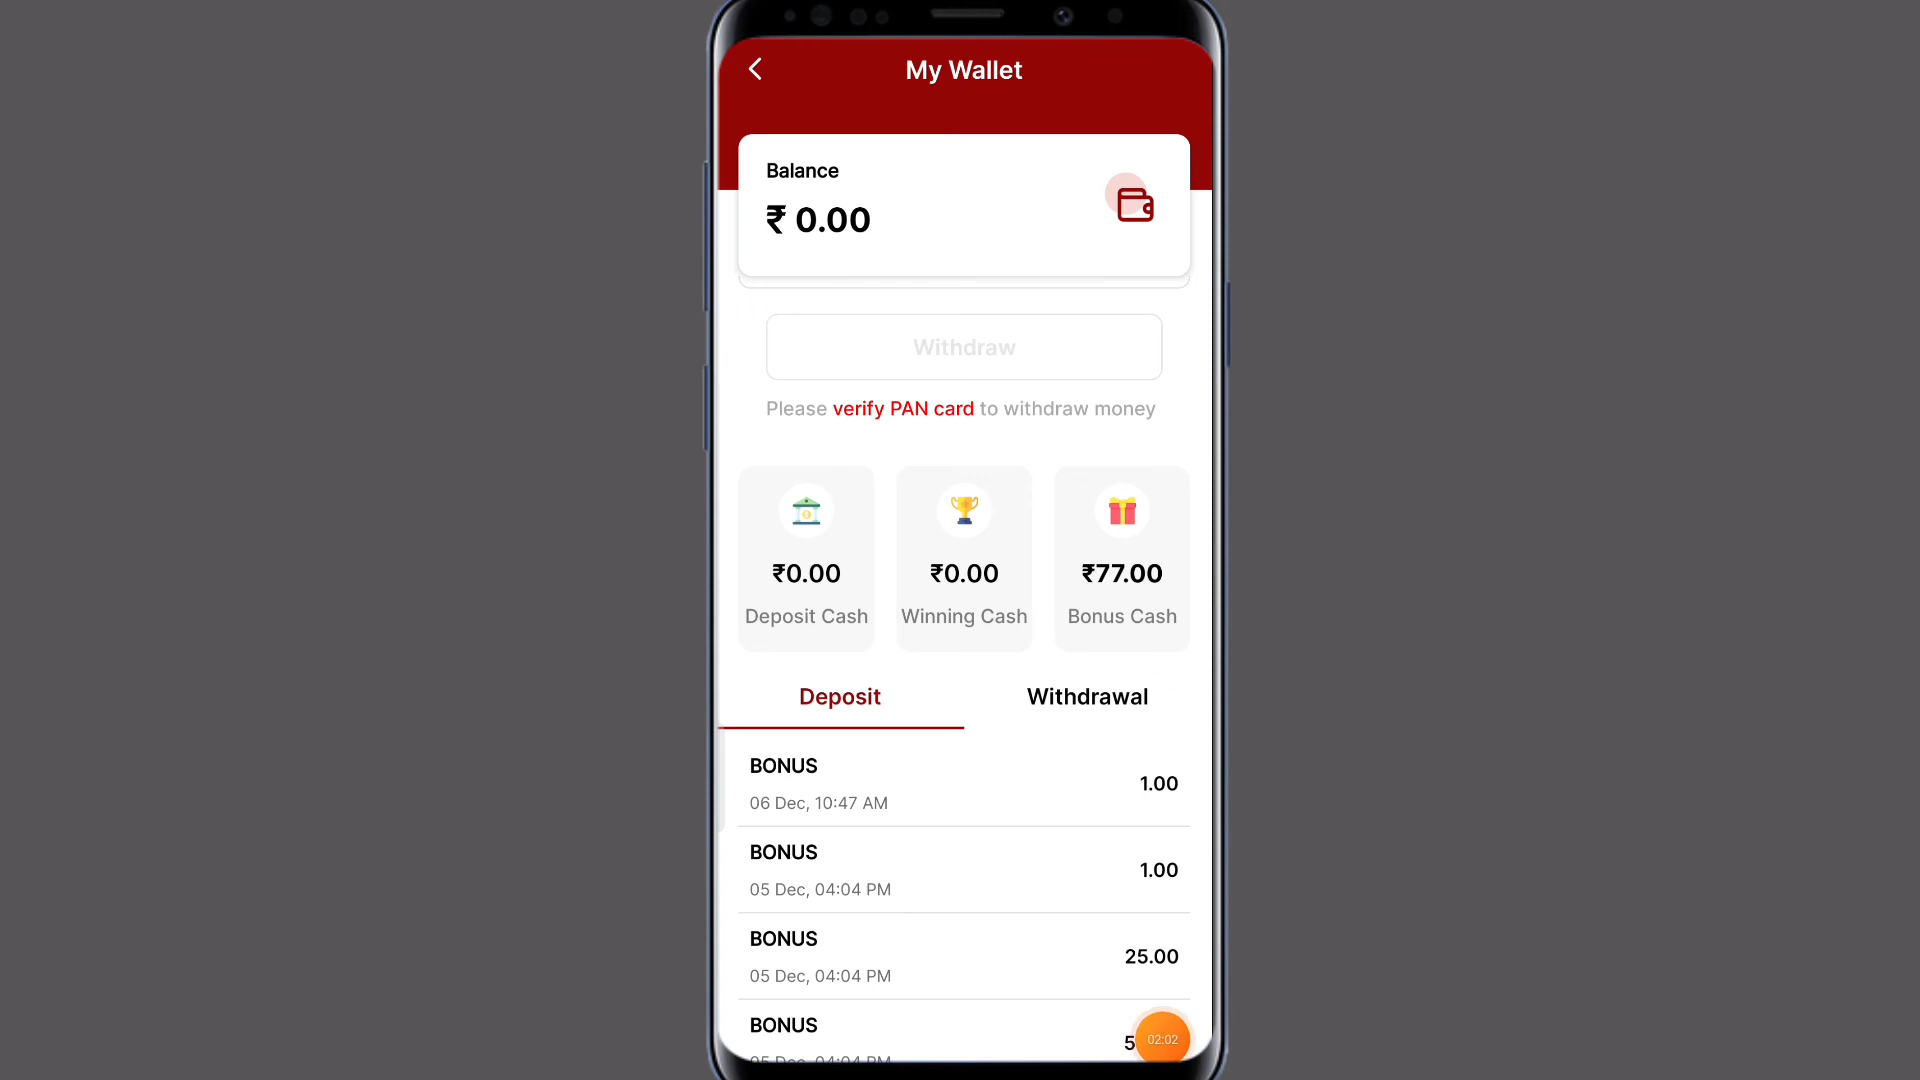 My Wallet
Balance
₹ 0.00
Withdraw
Please verify PAN card to withdraw money
₹0.00 ₹0.00 ₹77.00
Deposit Cash Winning Cash Bonus Cash
Deposit Withdrawal
BONUS
1.00
06 Dec, 10:47 AM
BONUS
1.00
05 Dec, 04:04 PM
BONUS
25.00
05 Dec, 04:04 PM
BONUS
5
02:02
05 Dec, 04:04 PM